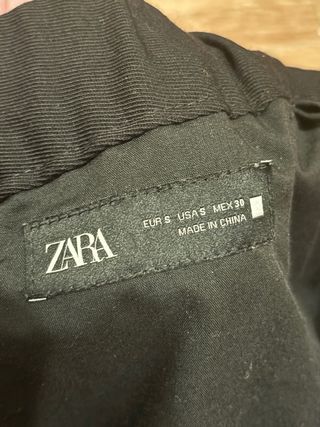 ZARA
EUR S USA S MEX 30
MADE IN CHINA